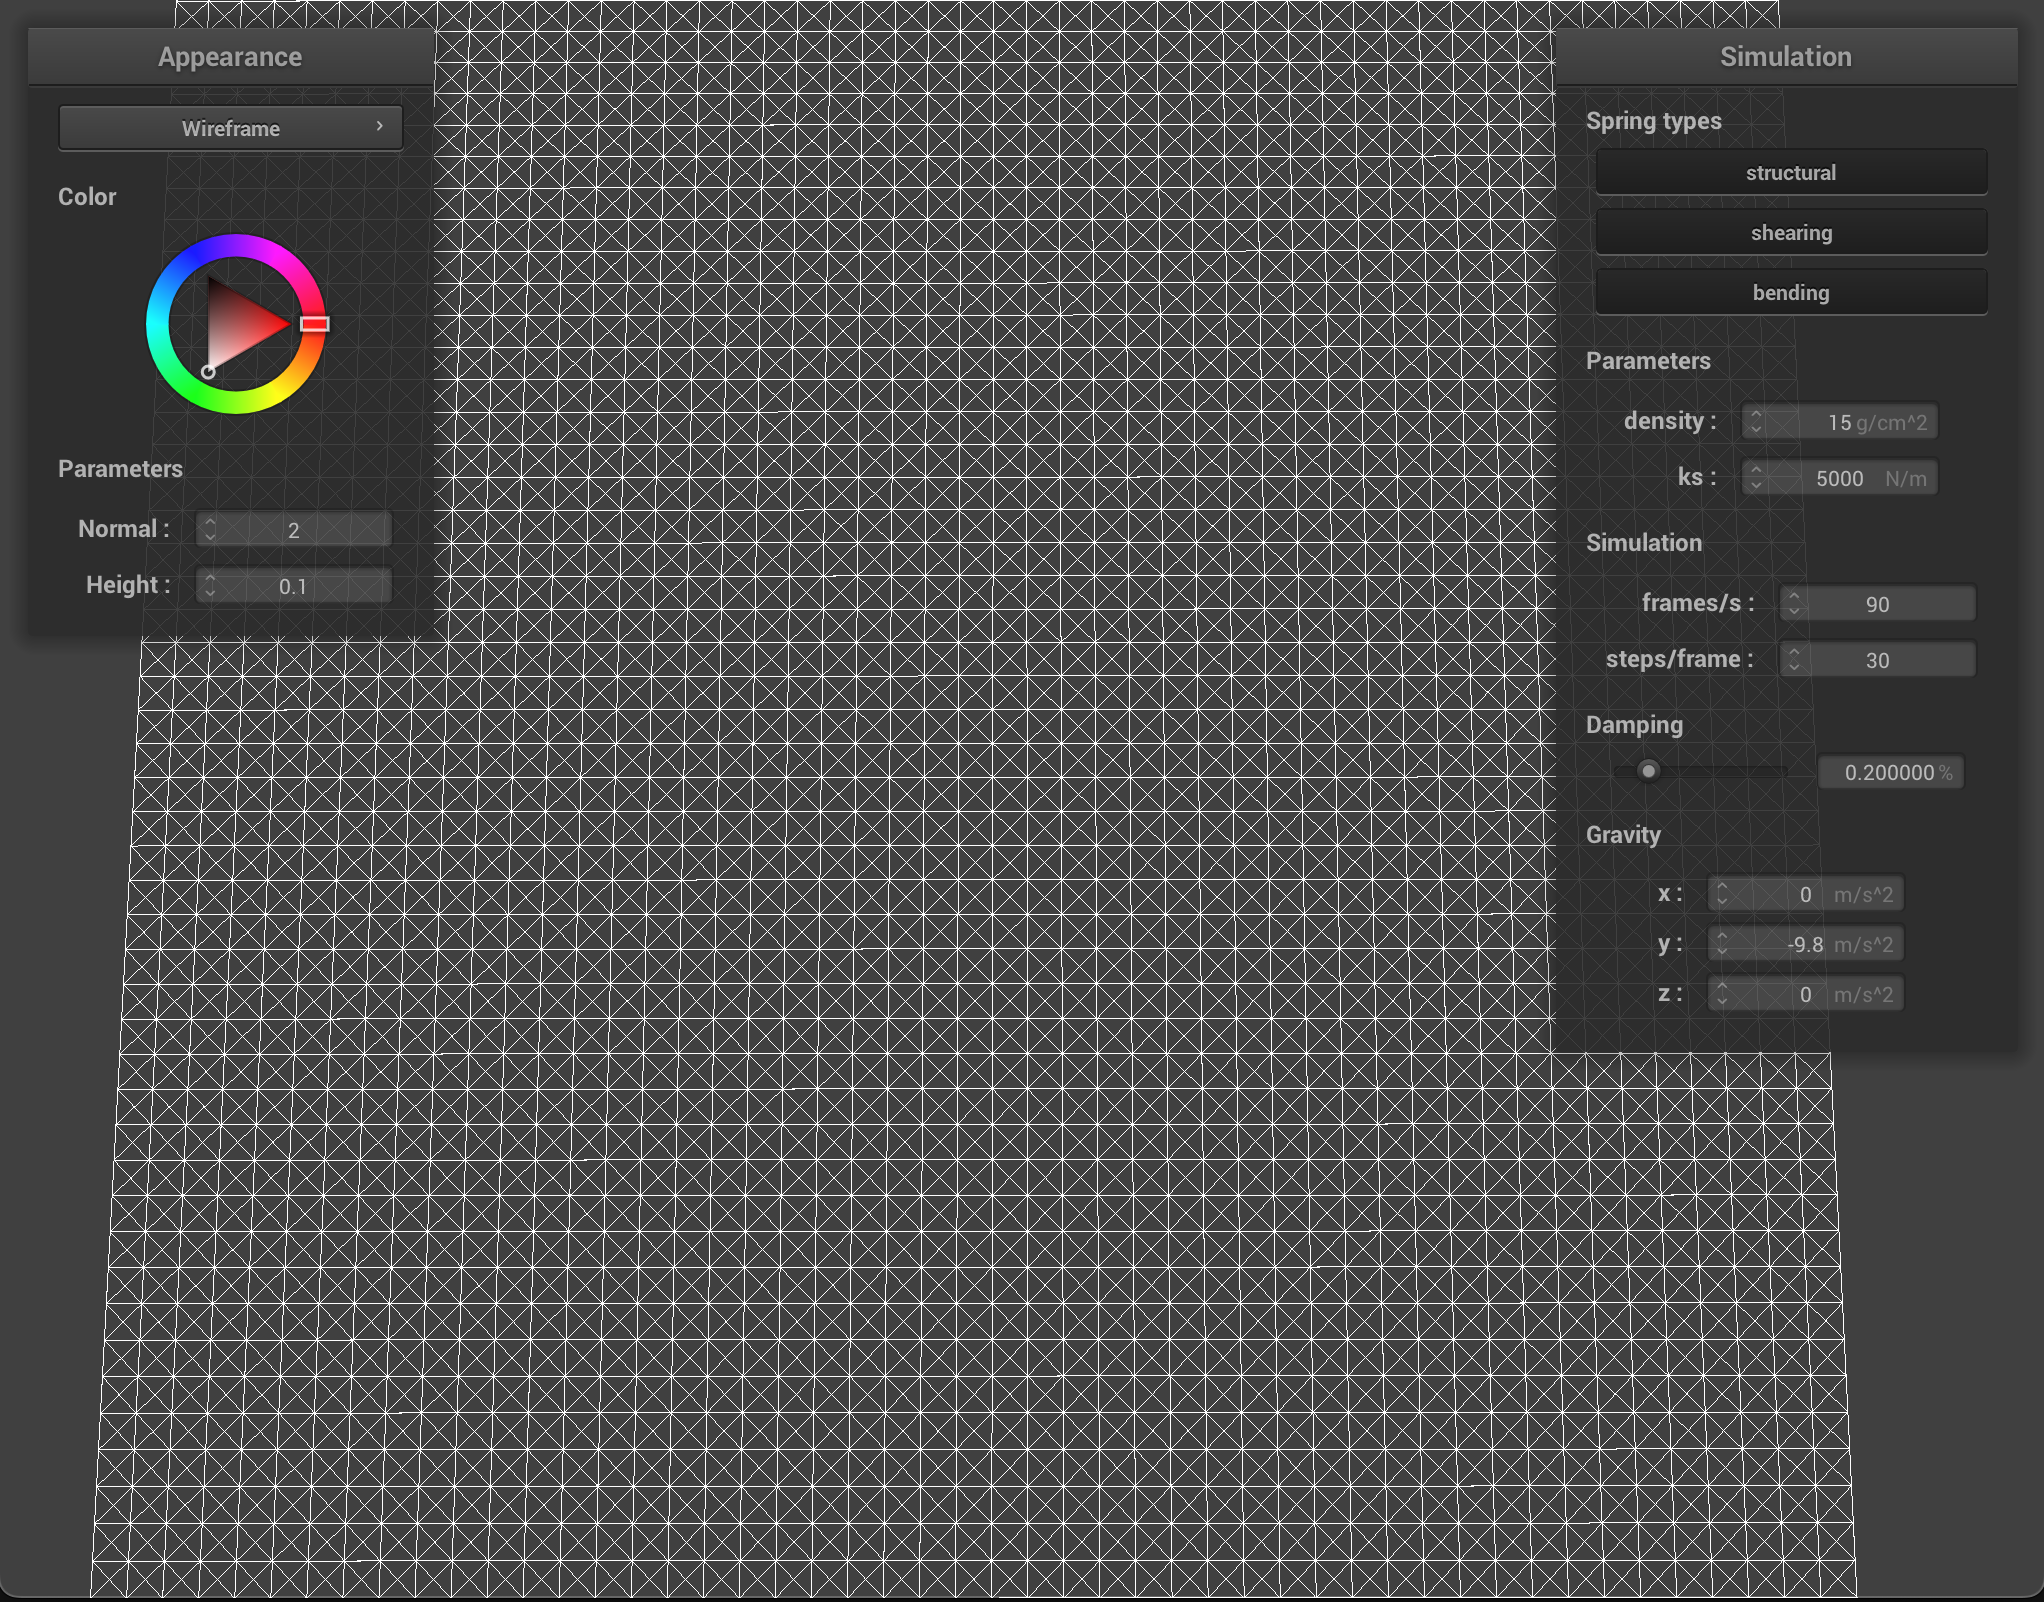 Appearance
Wireframe
Color
Parameters
Normal : 2
Height : 0.1
Simulation
Spring types
structural
shearing
bending
Parameters
density : 15 g/cm^2
ks : 5000 N/m
Simulation
frames/s : 90
steps/frame : 30
Damping
0.200000 %
Gravity
x : 0 m/s^2
y : -9.8 m/s^2
z : 0 m/s^2